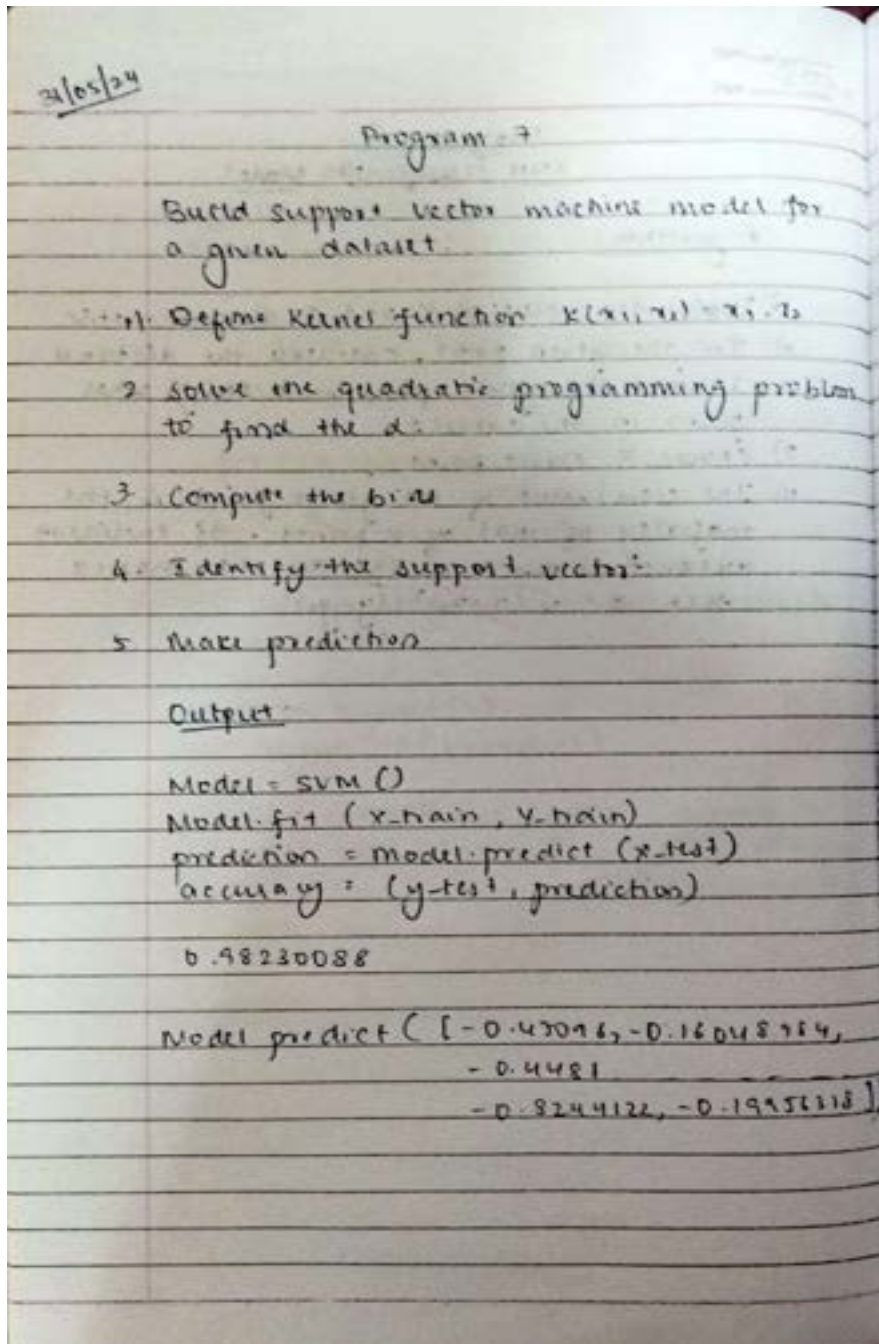 31/05/24
Program - 7
Build support vector machine model for
a given dataset.
1. Define Kernel function K(x1, x2) = x1 . x2
2 solve the quadratic programming problem
to find the α.
3 Compute the bias
4. Identify the support vector:
5 Make prediction
Output
Model = SVM ()
Model.fit (x_train, y_train)
prediction = model.predict (x_test)
accuracy = (y_test, prediction)
0.98230088
Model predict ( [-0.47096, -0.16048964,
- 0.4481
-0.8244122, -0.19956318]